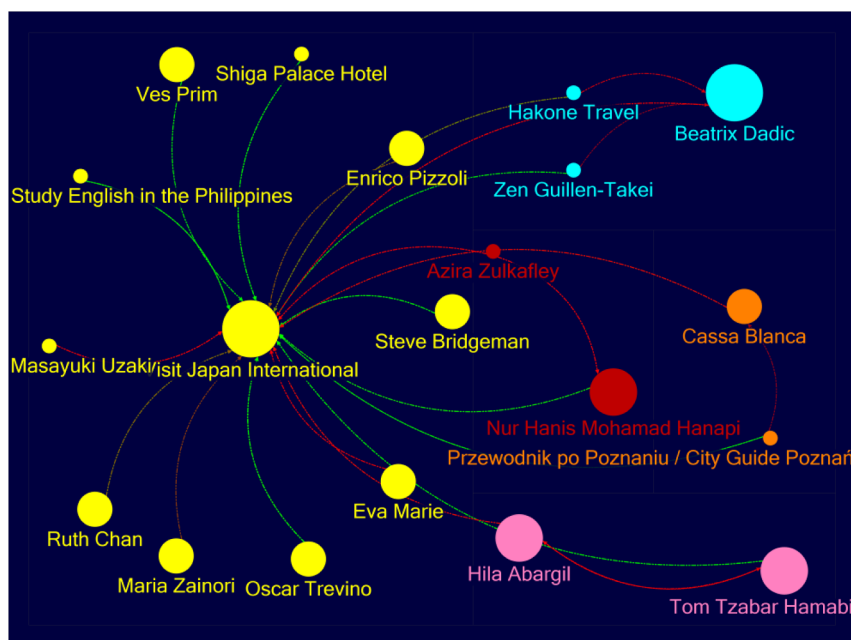 Shiga Palace Hotel
Ves Prim
Hakone Travel
Beatrix Dadic
Enrico Pizzoli
Study English in the Philippines
Zen Guillen-Takei
Azira Zulkafley
Cassa Blanca
Steve Bridgeman
Masayuki Uzaki
Visit Japan International
Nur Hanis Mohamad Hanapi
Przewodnik po Poznaniu / City Guide Poznań
Eva Marie
Ruth Chan
Hila Abargil
Maria Zainori
Oscar Trevino
Tom Tzabar Hamabi